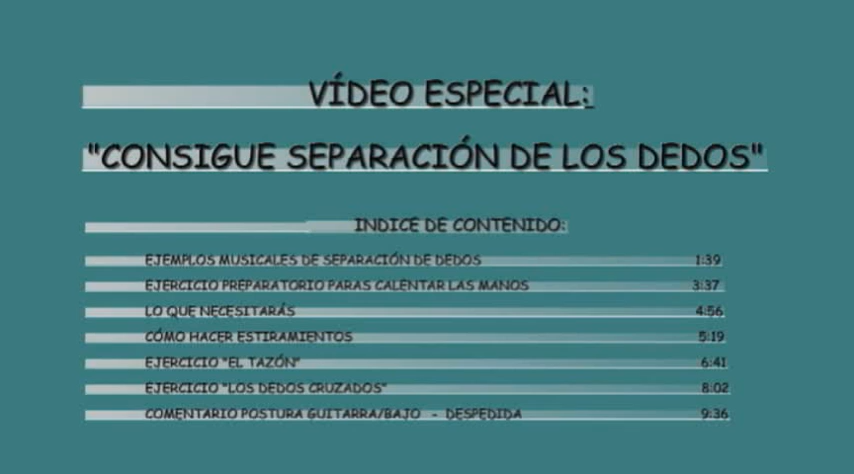 VÍDEO ESPECIAL:
"CONSIGUE SEPARACIÓN DE LOS DEDOS"
INDICE DE CONTENIDO:
EJEMPLOS MUSICALES DE SEPARACIÓN DE DEDOS 1:39
EJERCICIO PREPARATORIO PARAS CALENTAR LAS MANOS 3:37
LO QUE NECESITARÁS 4:56
CÓMO HACER ESTIRAMIENTOS 5:19
EJERCICIO "EL TAZÓN" 6:41
EJERCICIO "LOS DEDOS CRUZADOS" 8:02
COMENTARIO POSTURA GUITARRA/BAJO - DESPEDIDA 9:36